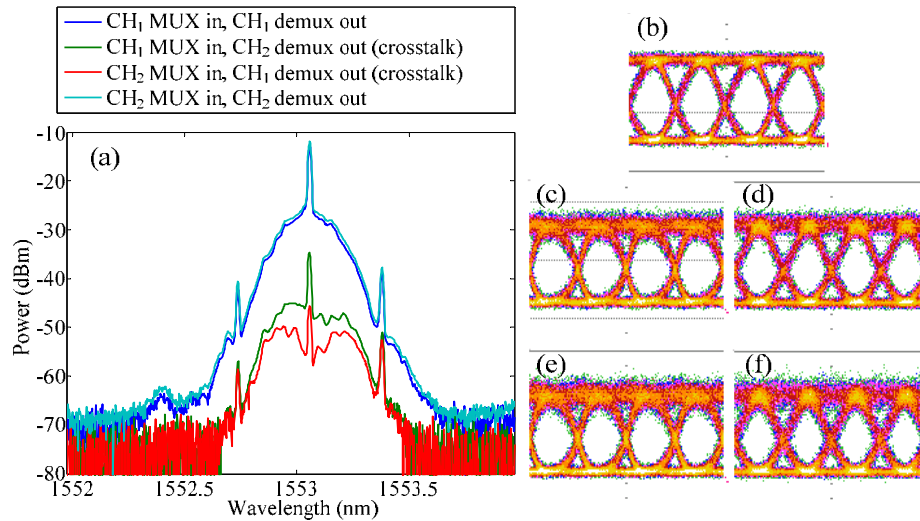 CH₁ MUX in, CH₁ demux out
CH₁ MUX in, CH₂ demux out (crosstalk)
CH₂ MUX in, CH₁ demux out (crosstalk)
CH₂ MUX in, CH₂ demux out
(a)
-10
-20
-30
-40
-50
-60
-70
-80
Power (dBm)
1552
1552.5
1553
1553.5
Wavelength (nm)
(b)
(c)
(d)
(e)
(f)